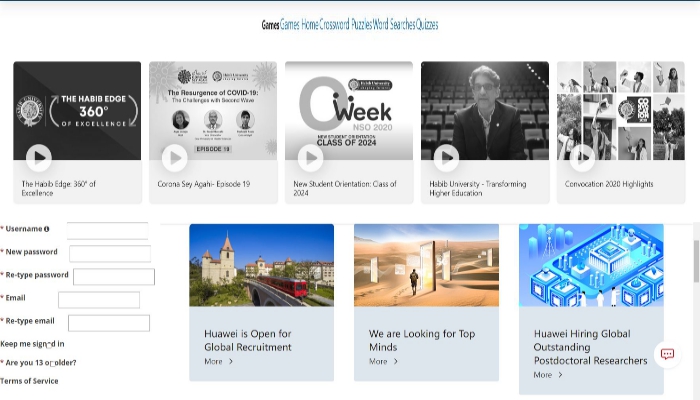 Games Games Home Crossword Puzzles Word Searches Quizzes
THE HABIB EDGE
360°
OF EXCELLENCE
The Resurgence of COVID-19:
The Challenges with Second Wave
EPISODE 19
Week
NSO 2020
NEW STUDENT ORIENTATION
CLASS OF 2024
The Habib Edge: 360° of
Excellence
Corona Sey Agahi- Episode 19
New Student Orientation: Class of
2024
Habib University - Transforming
Higher Education
Convocation 2020 Highlights
* Username
* New password
* Re-type password
* Email
* Re-type email
Keep me signed in
* Are you 13 or older?
Terms of Service
Huawei is Open for
Global Recruitment
More >
We are Looking for Top
Minds
More >
Huawei Hiring Global
Outstanding
Postdoctoral Researchers
More >